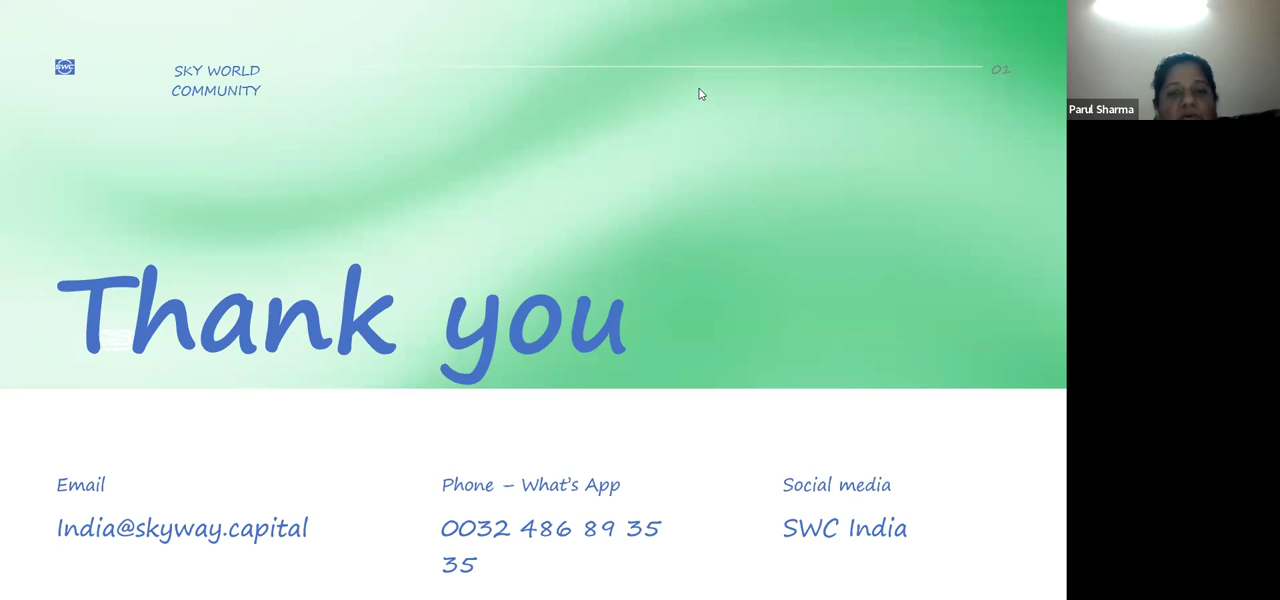 SWC
SKY WORLD
COMMUNITY
01
Parul Sharma
Thank you
Email
Phone – What's App
Social media
India@skyway.capital
0032 486 89 35
35
SWC India